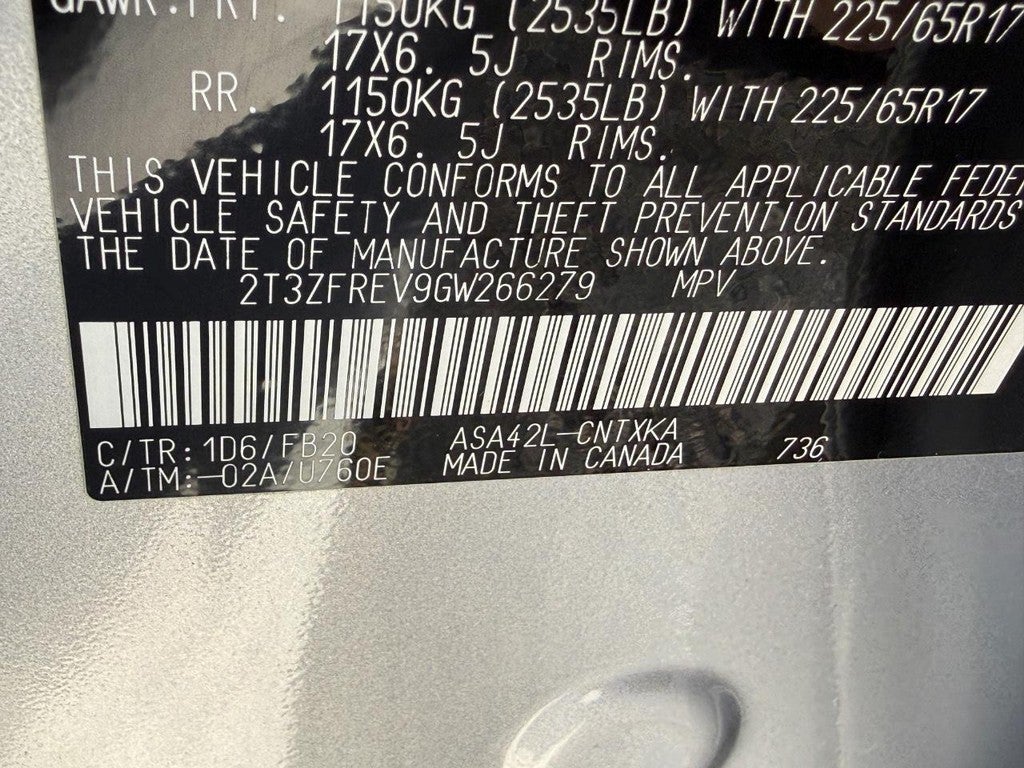 GAWR:FRT. 1150KG (2535LB) WITH 225/65R17
17X6. 5J RIMS.
RR. 1150KG (2535LB) WITH 225/65R17
17X6. 5J RIMS.
THIS VEHICLE CONFORMS TO ALL APPLICABLE FEDE
VEHICLE SAFETY AND THEFT PREVENTION STANDARDS
THE DATE OF MANUFACTURE SHOWN ABOVE.
2T3ZFREV9GW266279 MPV
C/TR:1D6/FB20 ASA42L-CNTXKA 736
A/TM:-02A/U760E MADE IN CANADA